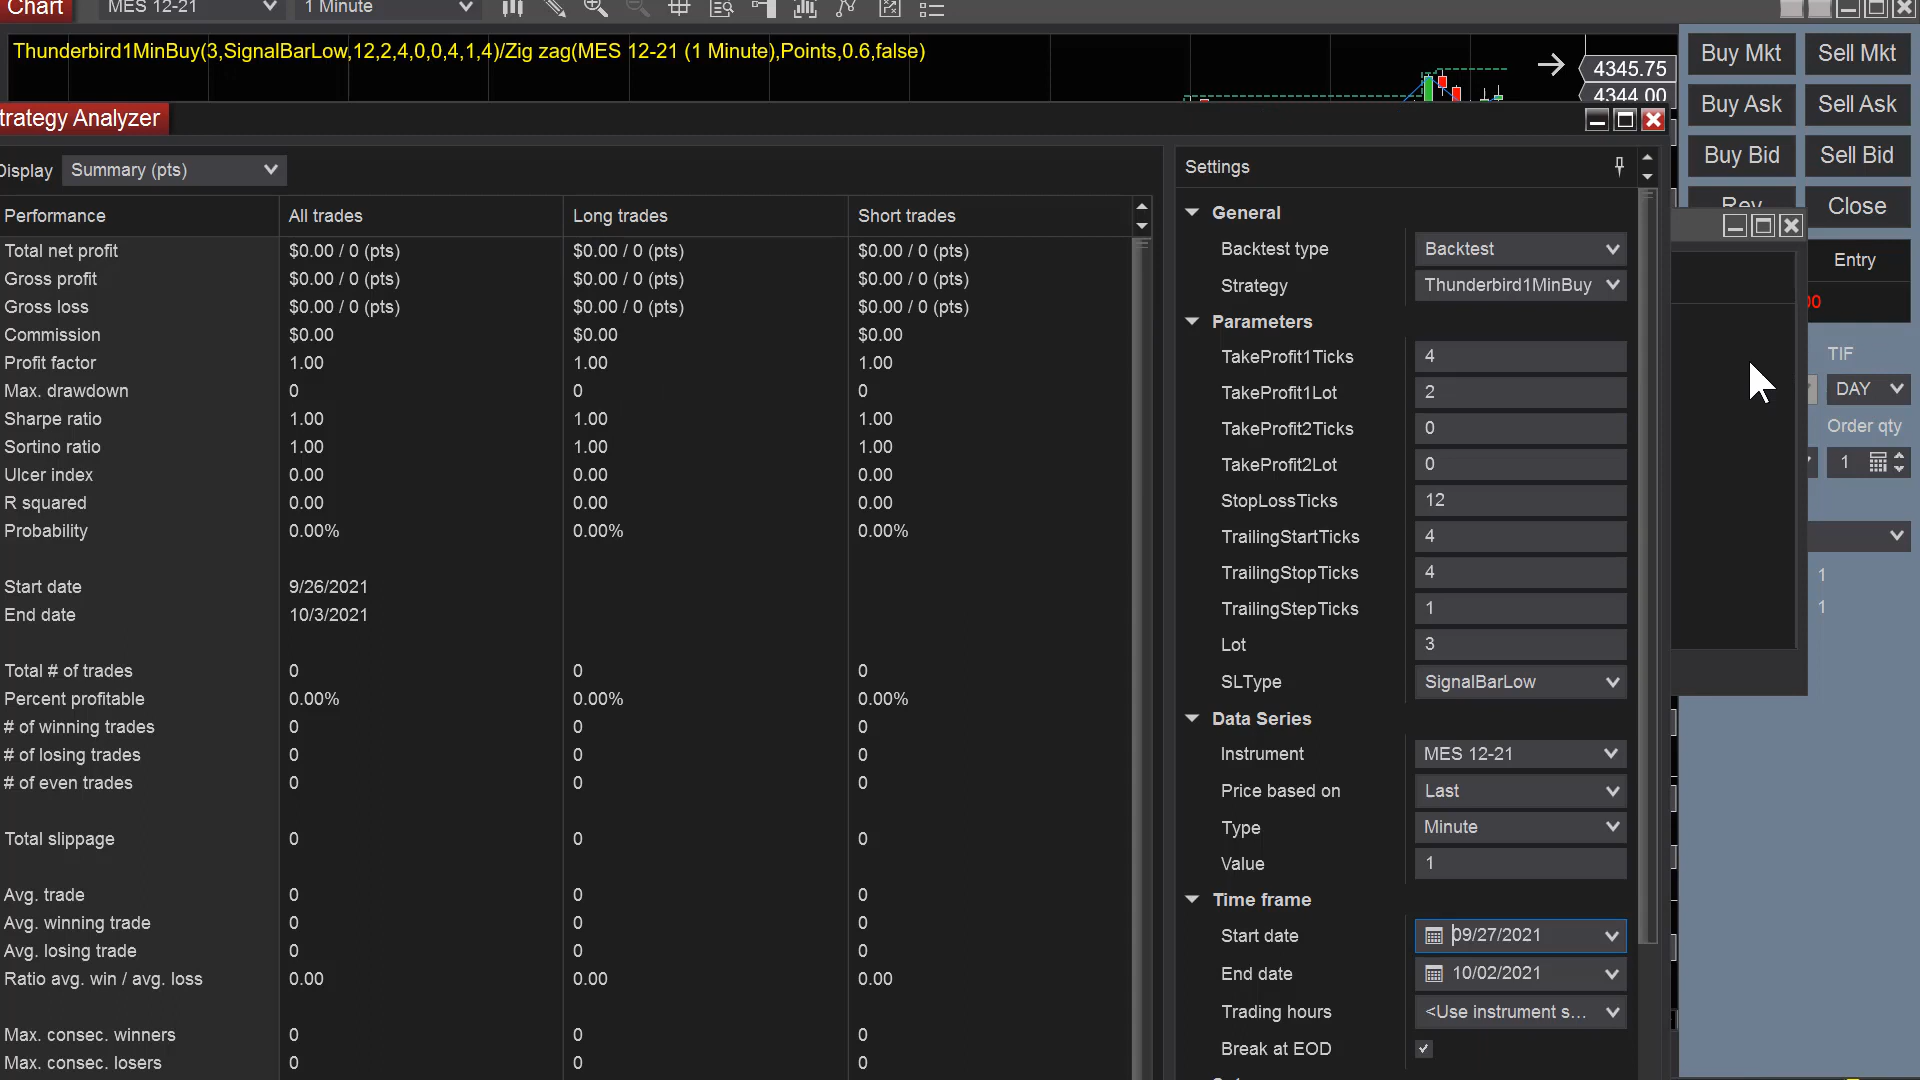 Chart
MES 12-21
1 Minute
Thunderbird1MinBuy(3,SignalBarLow,12,2,4,0,0,4,1,4)/Zig zag(MES 12-21 (1 Minute),Points,0.6,false)
4345.75
4344.00
Buy Mkt
Sell Mkt
Buy Ask
Sell Ask
Buy Bid
Sell Bid
Rev
Close
Entry
00
TIF
DAY
Order qty
1
1
1
trategy Analyzer
Display
Summary (pts)
Performance All trades Long trades Short trades
Total net profit $0.00 / 0 (pts) $0.00 / 0 (pts) $0.00 / 0 (pts)
Gross profit $0.00 / 0 (pts) $0.00 / 0 (pts) $0.00 / 0 (pts)
Gross loss $0.00 / 0 (pts) $0.00 / 0 (pts) $0.00 / 0 (pts)
Commission $0.00 $0.00 $0.00
Profit factor 1.00 1.00 1.00
Max. drawdown 0 0 0
Sharpe ratio 1.00 1.00 1.00
Sortino ratio 1.00 1.00 1.00
Ulcer index 0.00 0.00 0.00
R squared 0.00 0.00 0.00
Probability 0.00% 0.00% 0.00%
Start date 9/26/2021
End date 10/3/2021
Total # of trades 0 0 0
Percent profitable 0.00% 0.00% 0.00%
# of winning trades 0 0 0
# of losing trades 0 0 0
# of even trades 0 0 0
Total slippage 0 0 0
Avg. trade 0 0 0
Avg. winning trade 0 0 0
Avg. losing trade 0 0 0
Ratio avg. win / avg. loss 0.00 0.00 0.00
Max. consec. winners 0 0 0
Max. consec. losers 0 0 0
Settings
General
Backtest type Backtest
Strategy Thunderbird1MinBuy
Parameters
TakeProfit1Ticks 4
TakeProfit1Lot 2
TakeProfit2Ticks 0
TakeProfit2Lot 0
StopLossTicks 12
TrailingStartTicks 4
TrailingStopTicks 4
TrailingStepTicks 1
Lot 3
SLType SignalBarLow
Data Series
Instrument MES 12-21
Price based on Last
Type Minute
Value 1
Time frame
Start date 09/27/2021
End date 10/02/2021
Trading hours <Use instrument s...
Break at EOD